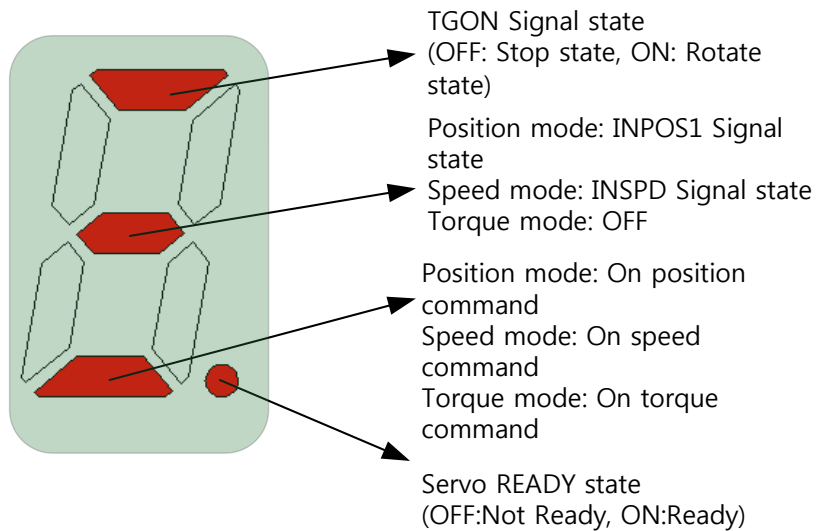 TGON Signal state
(OFF: Stop state, ON: Rotate
state)
Position mode: INPOS1 Signal
state
Speed mode: INSPD Signal state
Torque mode: OFF
Position mode: On position
command
Speed mode: On speed
command
Torque mode: On torque
command
Servo READY state
(OFF:Not Ready, ON:Ready)